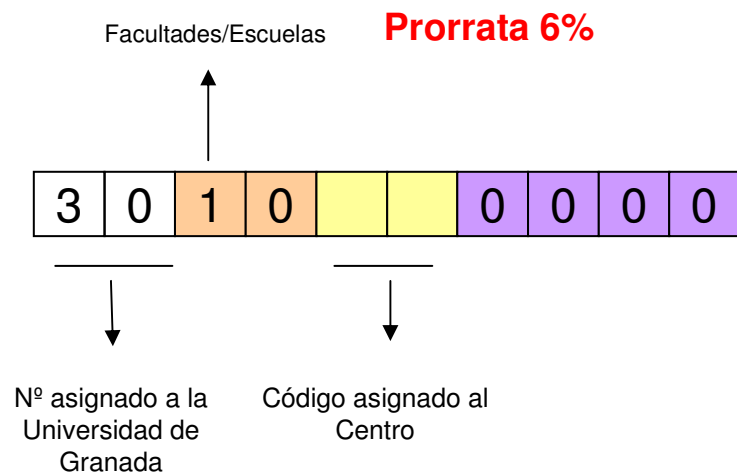 Facultades/Escuelas
Prorrata 6%
3 0 1 0 0 0 0 0
Nº asignado a la
Universidad de
Granada
Código asignado al
Centro